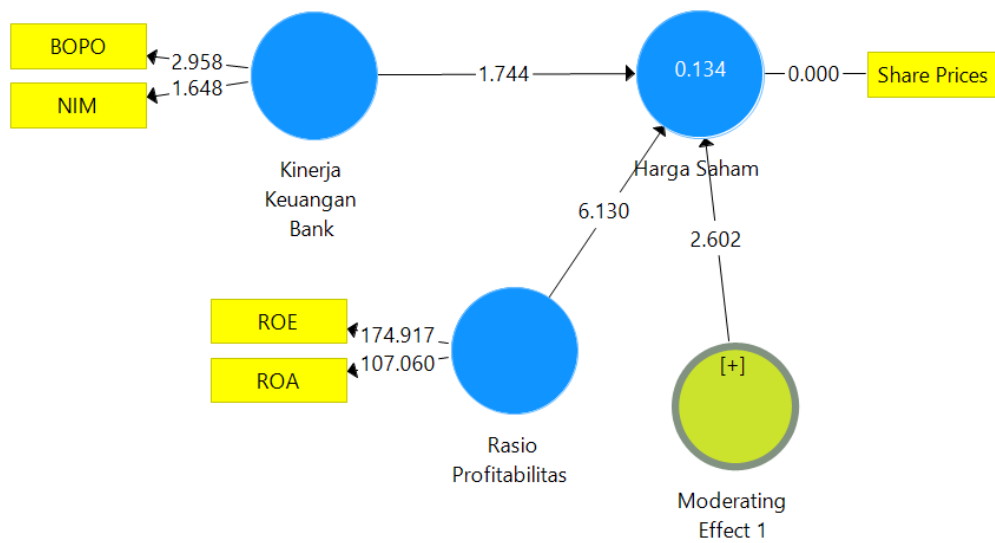 BOPO
2.958
NIM
1.648
Kinerja
Keuangan
Bank
1.744
0.134
0.000
Share Prices
Harga Saham
6.130
2.602
ROE
174.917
ROA
107.060
Rasio
Profitabilitas
[+]
Moderating
Effect 1